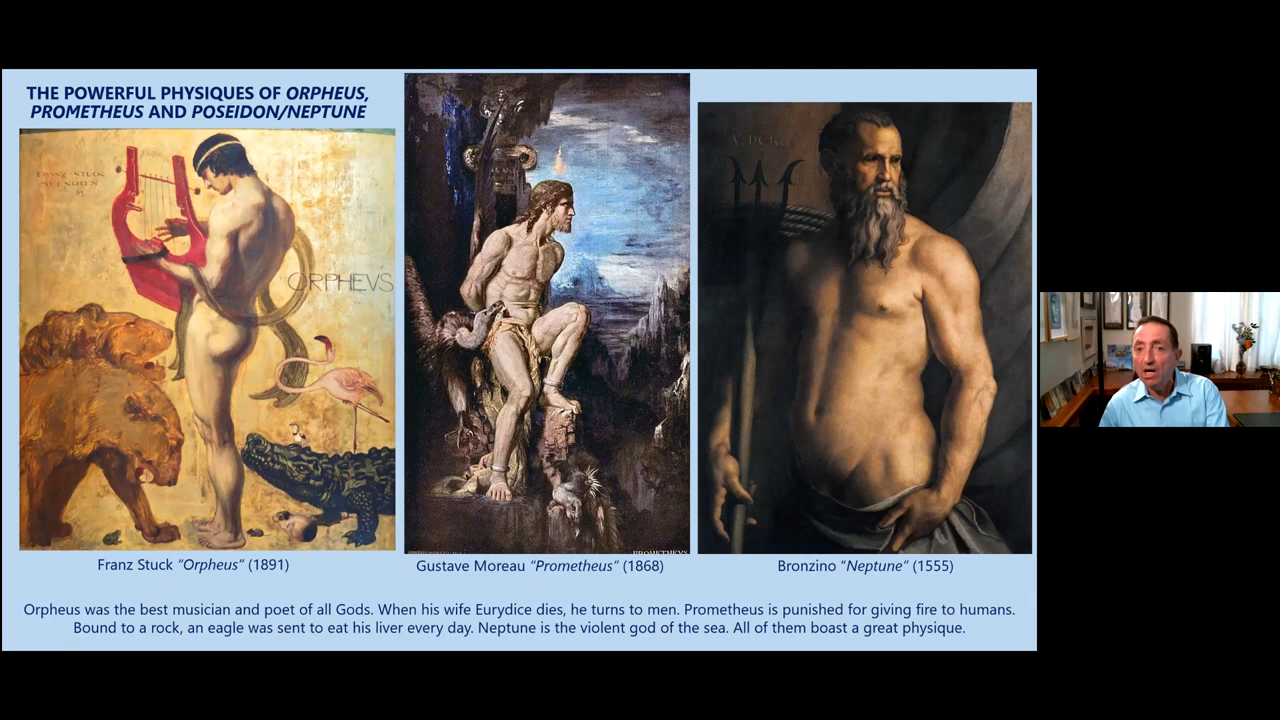 THE POWERFUL PHYSIQUES OF ORPHEUS,
PROMETHEUS AND POSEIDON/NEPTUNE
FRANZ STUCK
ORPHEVS
PROMETHEVS
Franz Stuck “Orpheus” (1891)
Gustave Moreau “Prometheus” (1868)
Bronzino “Neptune” (1555)
Orpheus was the best musician and poet of all Gods. When his wife Eurydice dies, he turns to men. Prometheus is punished for giving fire to humans.
Bound to a rock, an eagle was sent to eat his liver every day. Neptune is the violent god of the sea. All of them boast a great physique.